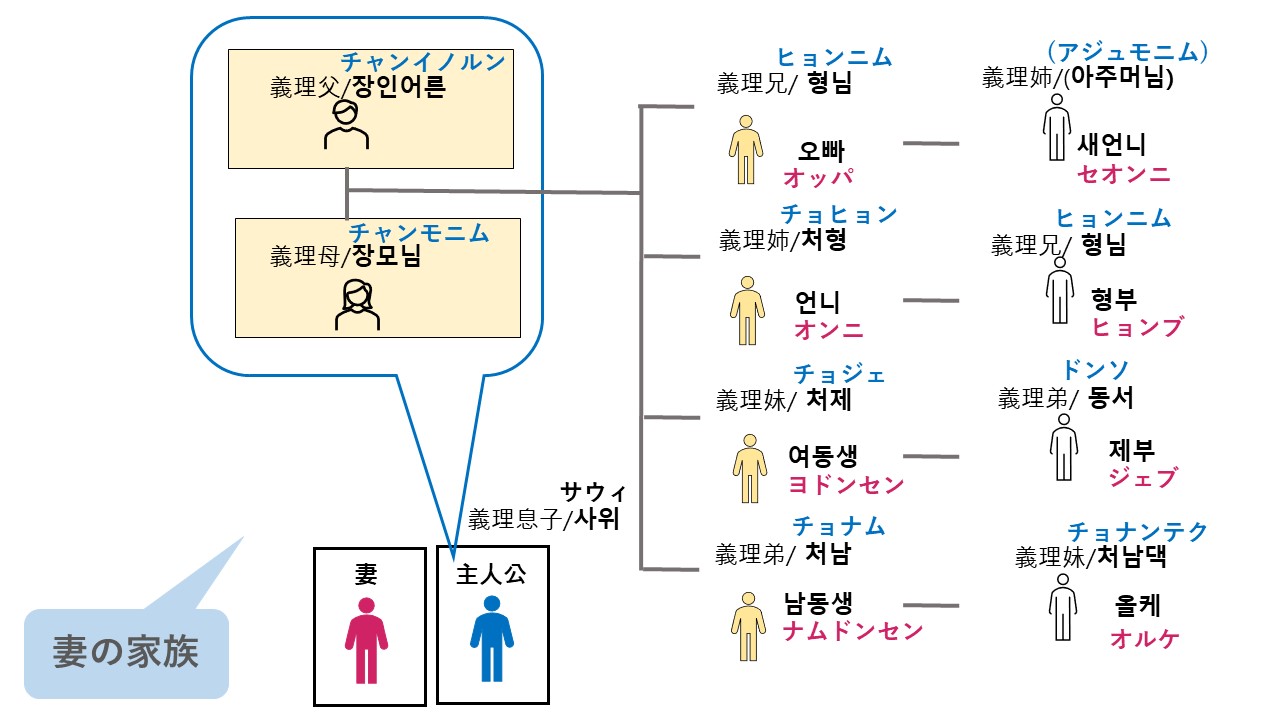 チャンイノルン
義理父/장인어른
チャンモニム
義理母/장모님
ヒョンニム
義理兄/ 형님
오빠
オッパ
（アジュモニム）
義理姉/(아주머님)
새언니
セオンニ
チョヒョン
義理姉/처형
언니
オンニ
ヒョンニム
義理兄/ 형님
형부
ヒョンブ
チョジェ
義理妹/ 처제
여동생
ヨドンセン
ドンソ
義理弟/ 동서
제부
ジェブ
チョナム
義理弟/ 처남
남동생
ナムドンセン
チョナンテク
義理妹/처남댁
올케
オルケ
サウィ
義理息子/사위
妻
主人公
妻の家族